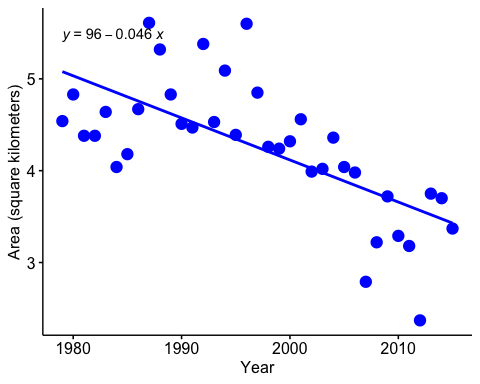 y = 96 – 0.046 x
5
4
3
Area (square kilometers)
1980 1990 2000 2010
Year